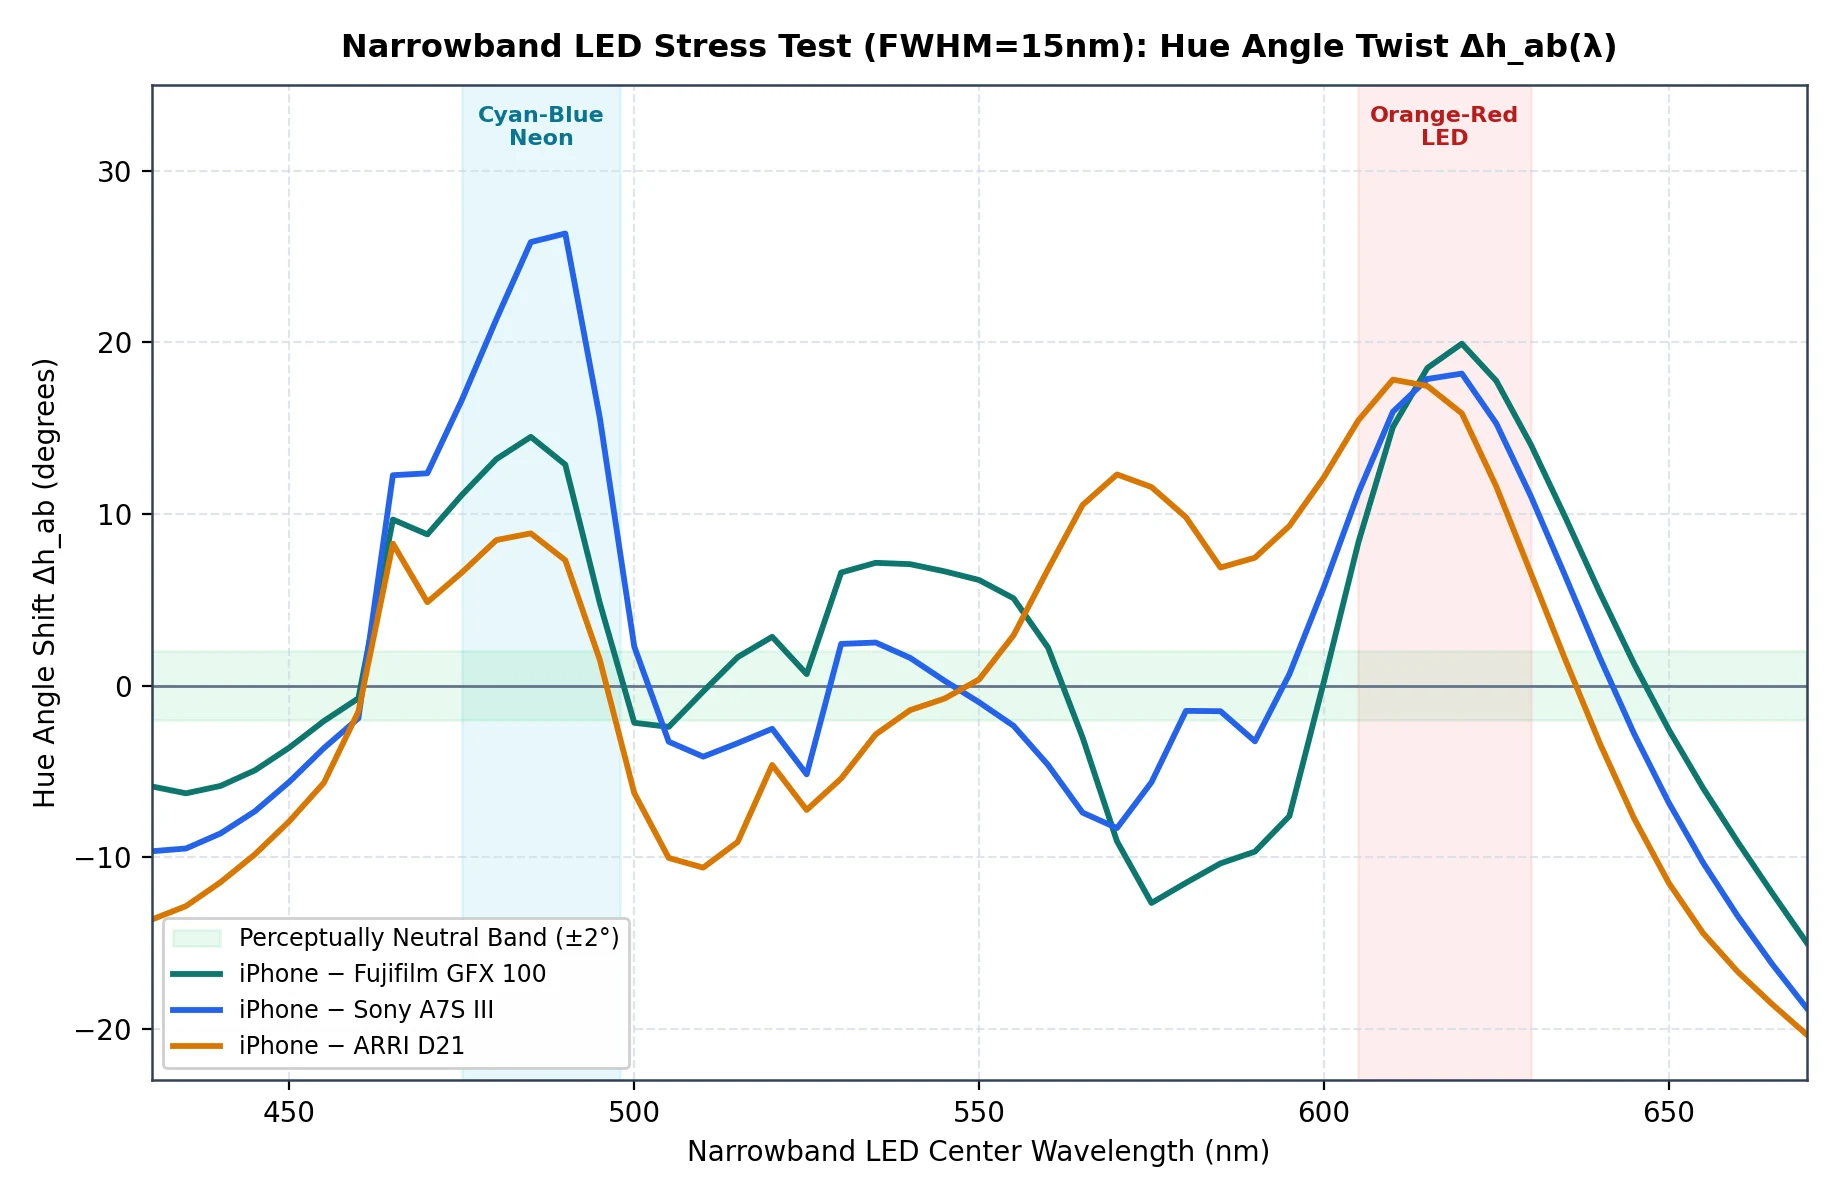 Narrowband LED Stress Test (FWHM=15nm): Hue Angle Twist Δh_ab(λ)
Cyan-Blue
Neon
Orange-Red
LED
Hue Angle Shift Δh_ab (degrees)
30
20
10
0
−10
−20
Perceptually Neutral Band (±2°)
iPhone − Fujifilm GFX 100
iPhone − Sony A7S III
iPhone − ARRI D21
450
500
550
600
650
Narrowband LED Center Wavelength (nm)